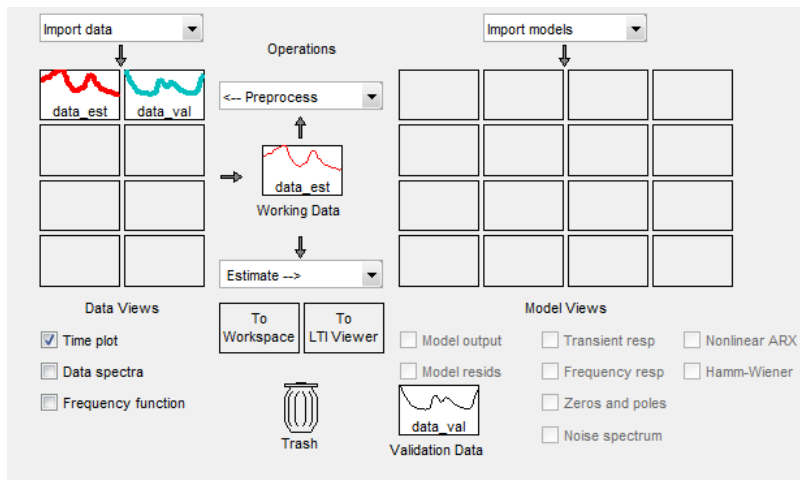 Import data
Import models
Operations
data_est
data_val
<-- Preprocess
data_est
Working Data
Estimate -->
Data Views
To
Workspace
To
LTI Viewer
Model Views
Time plot
Data spectra
Frequency function
Model output
Transient resp
Nonlinear ARX
Model resids
Frequency resp
Hamm-Wiener
Zeros and poles
Noise spectrum
Trash
data_val
Validation Data